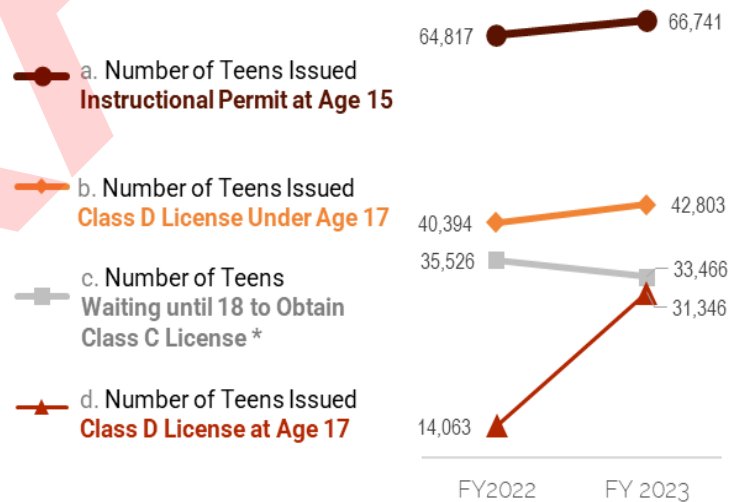 64,817
66,741
a. Number of Teens Issued
Instructional Permit at Age 15
b. Number of Teens Issued
Class D License Under Age 17
40,394
42,803
c. Number of Teens
Waiting until 18 to Obtain
Class C License *
35,526
33,466
31,346
d. Number of Teens Issued
Class D License at Age 17
14,063
FY2022 FY 2023